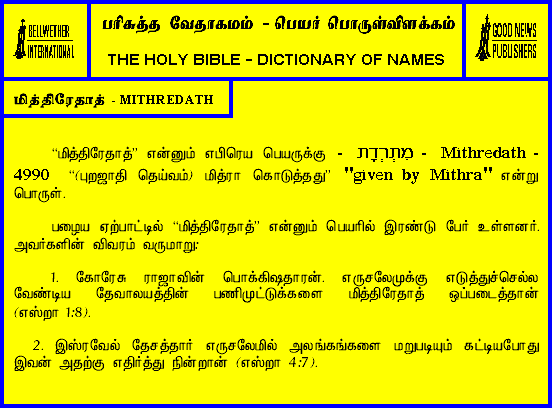 BELLWETHER
INTERNATIONAL
பரிசுத்த வேதாகமம் - பெயர் பொருள்விளக்கம்
THE HOLY BIBLE - DICTIONARY OF NAMES
GOOD NEWS
PUBLISHERS
மித்திரேதாத் - MITHREDATH
“மித்திரேதாத்” என்னும் எபிரெய பெயருக்கு - מִתְרְדָת - Mithredath -
4990 “(புறஜாதி தெய்வம்) மித்ரா கொடுத்தது” "given by Mithra" என்று
பொருள்.
பழைய ஏற்பாட்டில் “மித்திரேதாத்” என்னும் பெயரில் இரண்டு பேர் உள்ளனர்.
அவர்களின் விவரம் வருமாறு:
1. கோரேசு ராஜாவின் பொக்கிஷதாரன். எருசலேமுக்கு எடுத்துச்செல்ல
வேண்டிய தேவாலயத்தின் பணிமுட்டுக்களை மித்திரேதாத் ஒப்படைத்தான்
(எஸ்றா 1:8).
2. இஸ்ரவேல் தேசத்தார் எருசலேமில் அலங்கங்களை மறுபடியும் கட்டியபோது
இவன் அதற்கு எதிர்த்து நின்றான் (எஸ்றா 4:7).